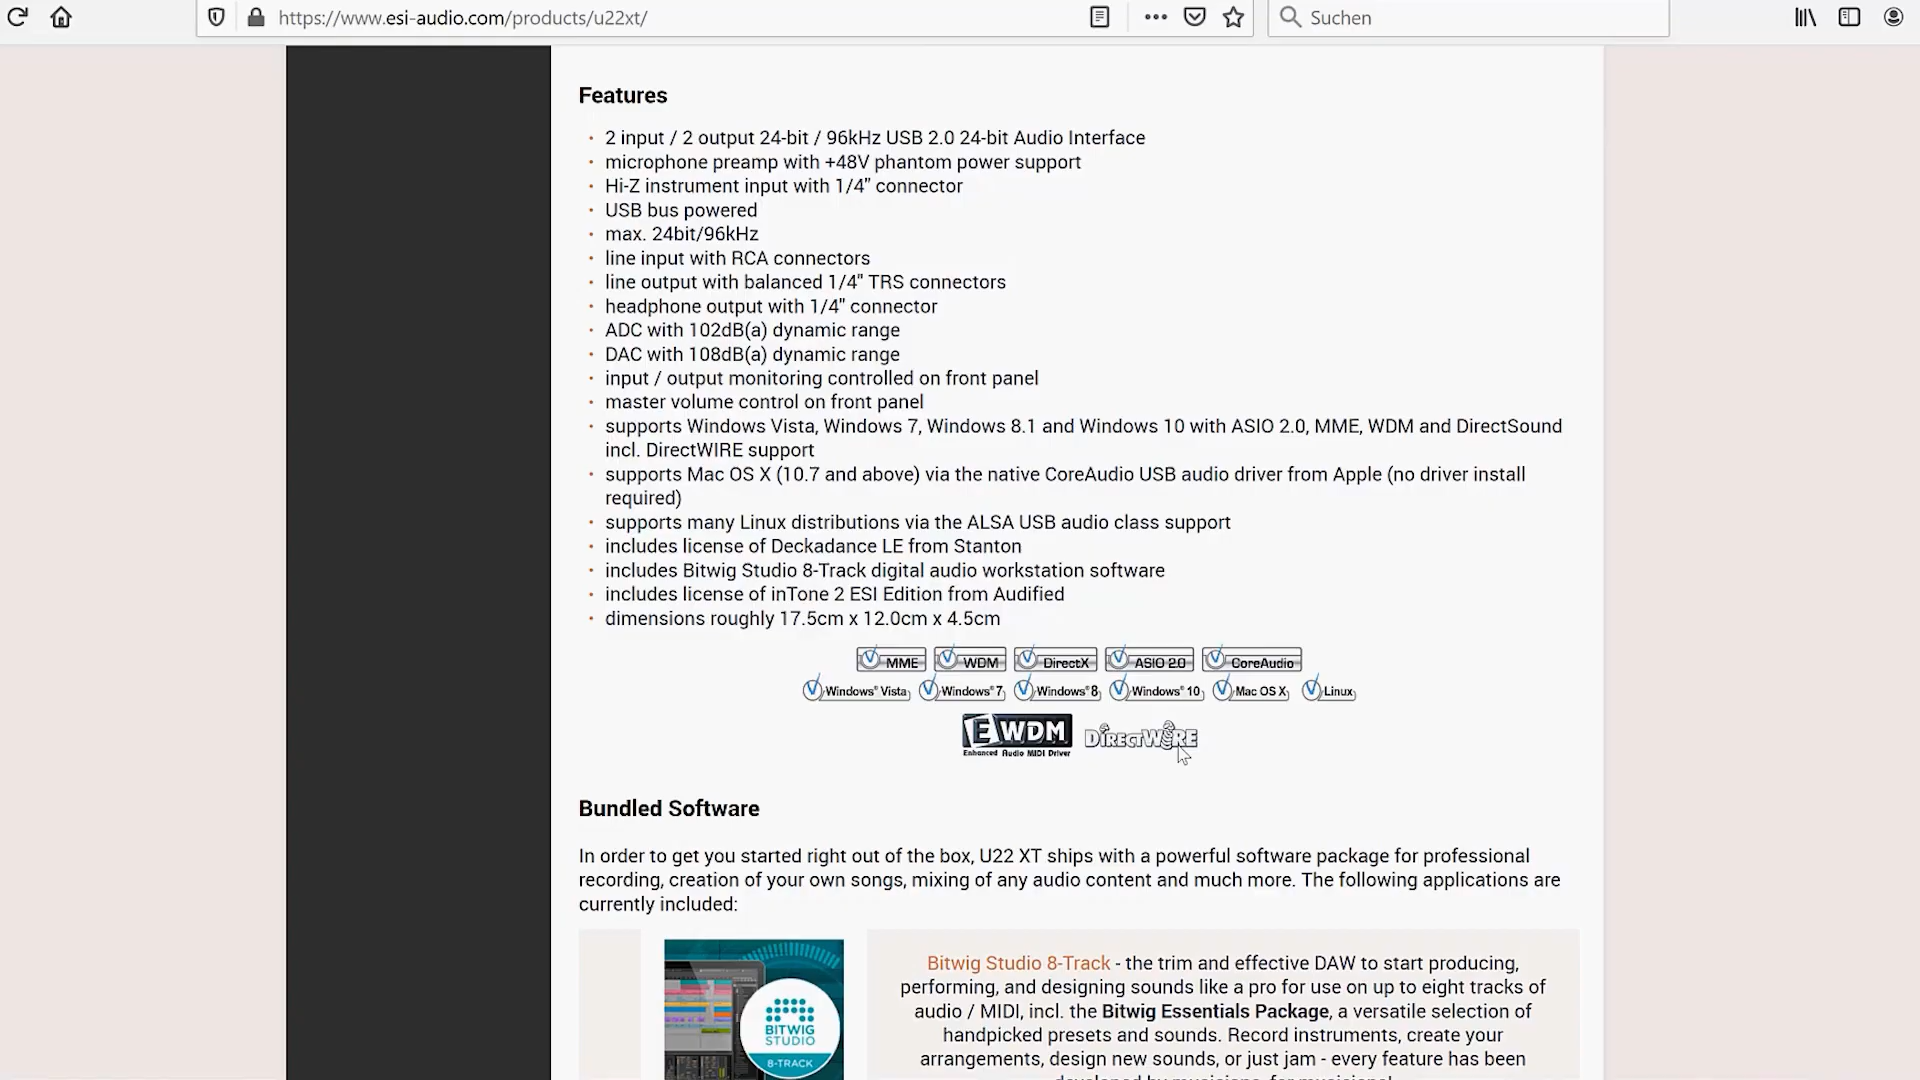 https://www.esi-audio.com/products/u22xt/
Suchen
Features
2 input / 2 output 24-bit / 96kHz USB 2.0 24-bit Audio Interface
microphone preamp with +48V phantom power support
Hi-Z instrument input with 1/4" connector
USB bus powered
max. 24bit/96kHz
line input with RCA connectors
line output with balanced 1/4" TRS connectors
headphone output with 1/4" connector
ADC with 102dB(a) dynamic range
DAC with 108dB(a) dynamic range
input / output monitoring controlled on front panel
master volume control on front panel
supports Windows Vista, Windows 7, Windows 8.1 and Windows 10 with ASIO 2.0, MME, WDM and DirectSound
incl. DirectWIRE support
supports Mac OS X (10.7 and above) via the native CoreAudio USB audio driver from Apple (no driver install
required)
supports many Linux distributions via the ALSA USB audio class support
includes license of Deckadance LE from Stanton
includes Bitwig Studio 8-Track digital audio workstation software
includes license of inTone 2 ESI Edition from Audified
dimensions roughly 17.5cm x 12.0cm x 4.5cm
MME WDM DirectX ASIO 2.0 CoreAudio
Windows® Vista Windows® 7 Windows® 8 Windows® 10 Mac OS X Linux
EWDM DIRECTWIRE
Enhanced Audio MIDI Driver
Bundled Software
In order to get you started right out of the box, U22 XT ships with a powerful software package for professional
recording, creation of your own songs, mixing of any audio content and much more. The following applications are
currently included:
BITWIG
STUDIO
8-TRACK
Bitwig Studio 8-Track - the trim and effective DAW to start producing,
performing, and designing sounds like a pro for use on up to eight tracks of
audio / MIDI, incl. the Bitwig Essentials Package, a versatile selection of
handpicked presets and sounds. Record instruments, create your
arrangements, design new sounds, or just jam - every feature has been